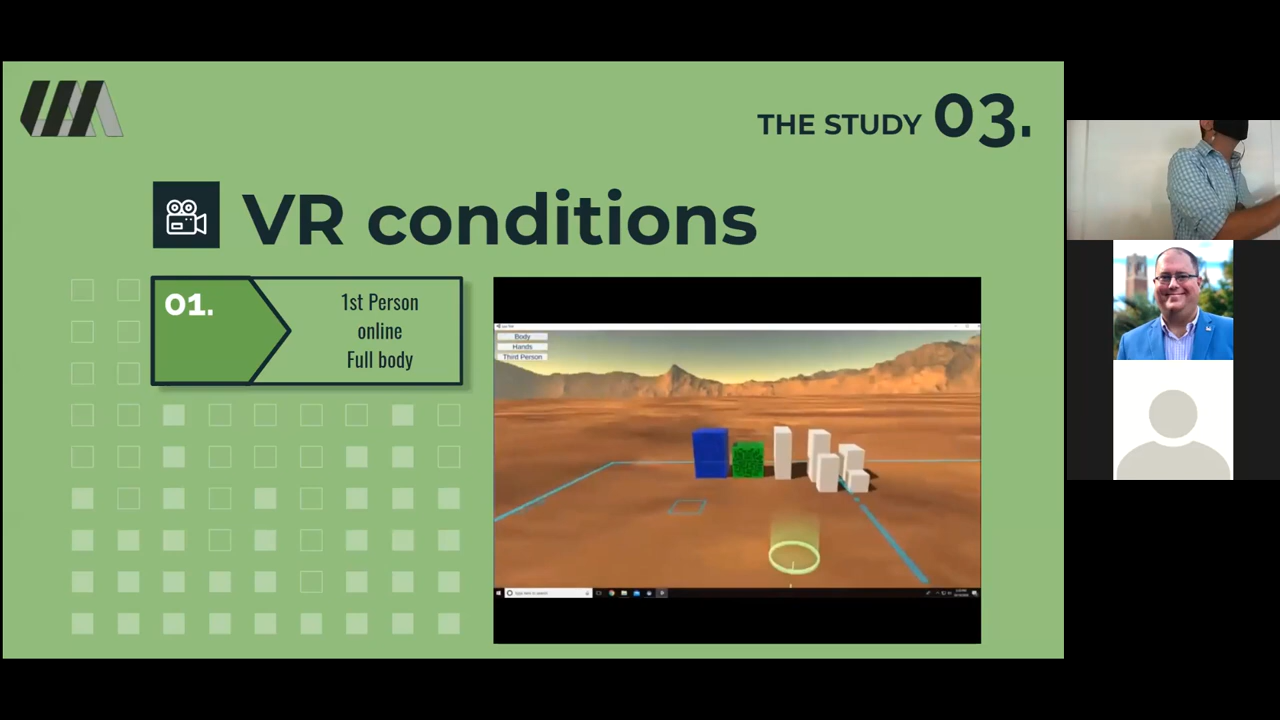 THE STUDY 03.
VR conditions
01.
1st Person
online
Full body
Body
Hands
Third Person